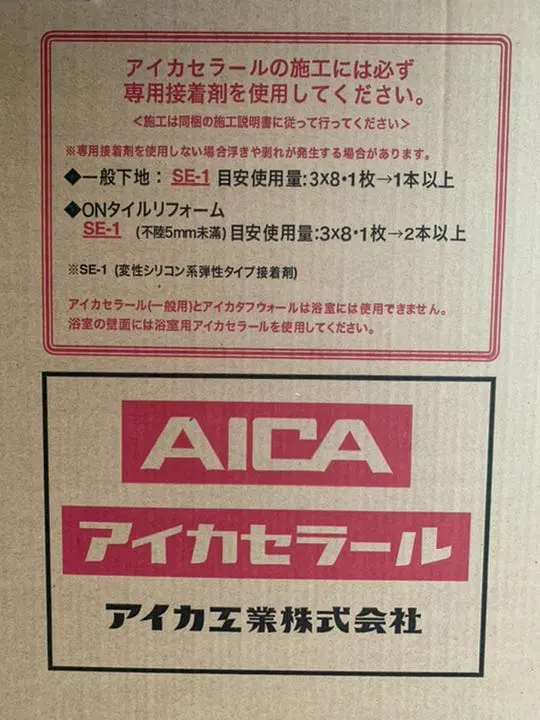 アイカセラールの施工には必ず
専用接着剤を使用してください。
<施工は同梱の施工説明書に従って行ってください>
※専用接着剤を使用しない場合浮きや剥れが発生する場合があります。
◆一般下地：SE-1 目安使用量:3×8・1枚→1本以上
◆ONタイルリフォーム
SE-1 (不陸5mm未満)目安使用量:3×8・1枚→2本以上
※SE-1 (変性シリコン系弾性タイプ接着剤)
アイカセラール(一般用)とアイカタフウォールは浴室には使用できません。
浴室の壁面には浴室用アイカセラールを使用してください。
AICA
アイカセラール
アイカ工業株式会社